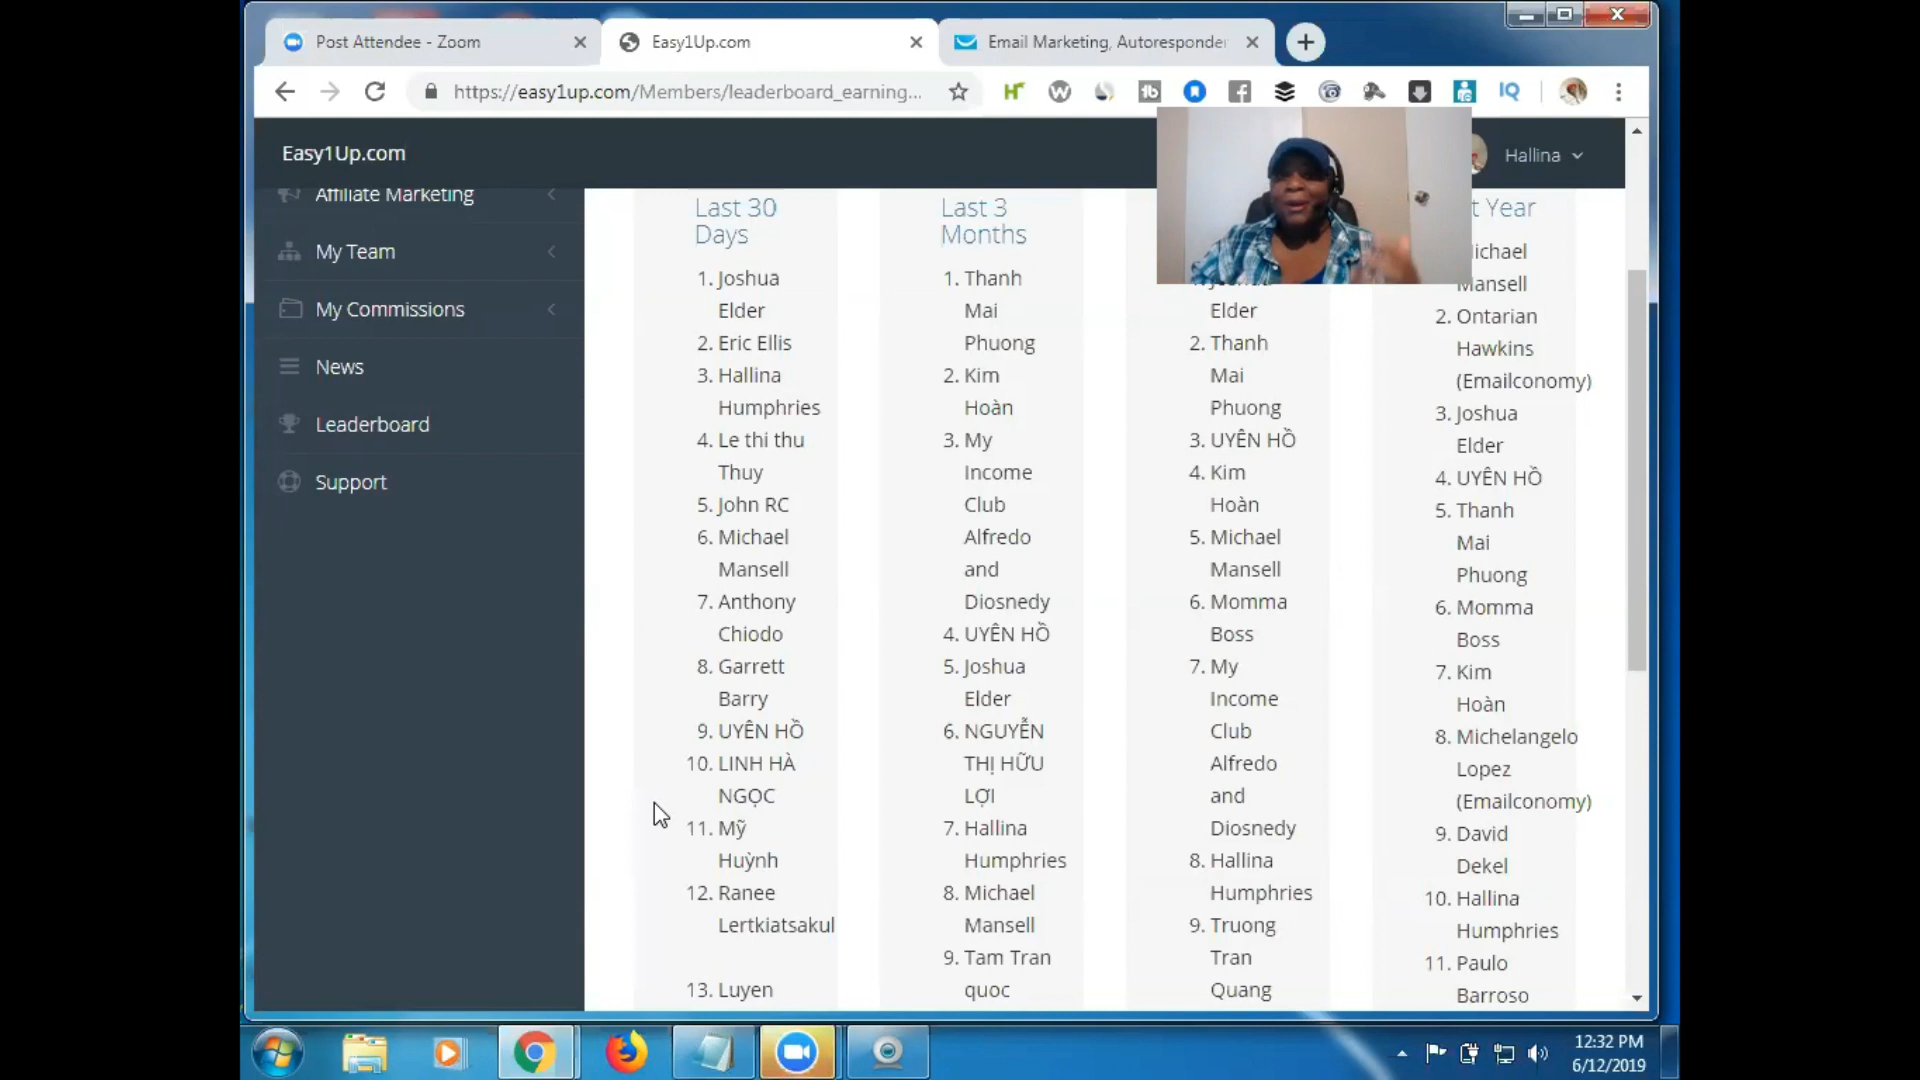 Post Attendee - Zoom
Easy1Up.com
Email Marketing, Autoresponder
https://easy1up.com/Members/leaderboard_earning...
Easy1Up.com
Hallina
Affiliate Marketing
My Team
My Commissions
News
Leaderboard
Support
Last 30
Days
1. Joshua
Elder
2. Eric Ellis
3. Hallina
Humphries
4. Le thi thu
Thuy
5. John RC
6. Michael
Mansell
7. Anthony
Chiodo
8. Garrett
Barry
9. UYÊN HỒ
10. LINH HÀ
NGỌC
11. Mỹ
Huỳnh
12. Ranee
Lertkiatsakul
13. Luyen
Last 3
Months
1. Thanh
Mai
Phuong
2. Kim
Hoàn
3. My
Income
Club
Alfredo
and
Diosnedy
4. UYÊN HỒ
5. Joshua
Elder
6. NGUYỄN
THỊ HỮU
LỢI
7. Hallina
Humphries
8. Michael
Mansell
9. Tam Tran
quoc
Elder
2. Thanh
Mai
Phuong
3. UYÊN HỒ
4. Kim
Hoàn
5. Michael
Mansell
6. Momma
Boss
7. My
Income
Club
Alfredo
and
Diosnedy
8. Hallina
Humphries
9. Truong
Tran
Quang
t Year
ichael
Mansell
2. Ontarian
Hawkins
(Emailconomy)
3. Joshua
Elder
4. UYÊN HỒ
5. Thanh
Mai
Phuong
6. Momma
Boss
7. Kim
Hoàn
8. Michelangelo
Lopez
(Emailconomy)
9. David
Dekel
10. Hallina
Humphries
11. Paulo
Barroso
12:32 PM
6/12/2019